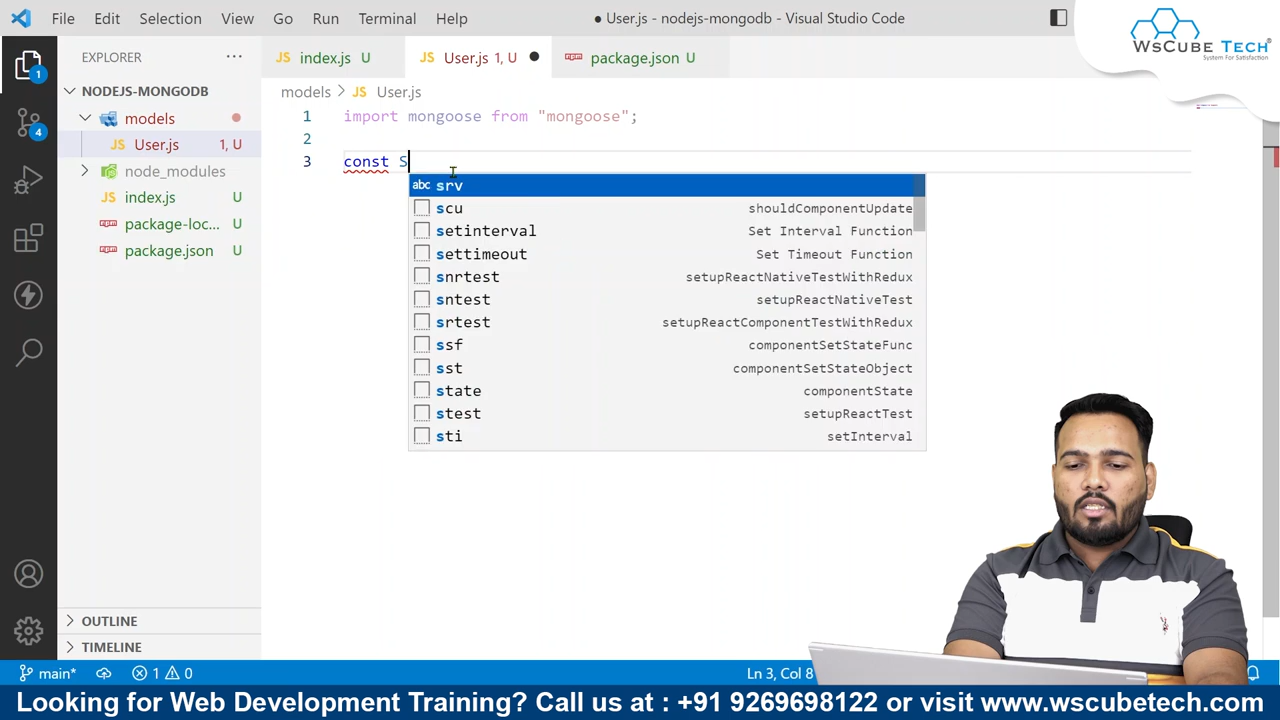 File Edit Selection View Go Run Terminal Help
● User.js - nodejs-mongodb - Visual Studio Code
WsCube Tech®
System For Satisfaction
EXPLORER ...
JS index.js U
JS User.js 1, U ●
package.json U
NODEJS-MONGODB
models
JS User.js 1, U
node_modules
JS index.js U
package-loc... U
package.json U
OUTLINE
TIMELINE
1
4
models > JS User.js
1 import mongoose from "mongoose";
2
3 const S
abc srv
scu shouldComponentUpdate
setinterval Set Interval Function
settimeout Set Timeout Function
snrtest setupReactNativeTestWithRedux
sntest setupReactNativeTest
srtest setupReactComponentTestWithRedux
ssf componentSetStateFunc
sst componentSetStateObject
state componentState
stest setupReactTest
sti setInterval
main* 1 0
Ln 3, Col 8
Looking for Web Development Training? Call us at : +91 9269698122 or visit www.wscubetech.com